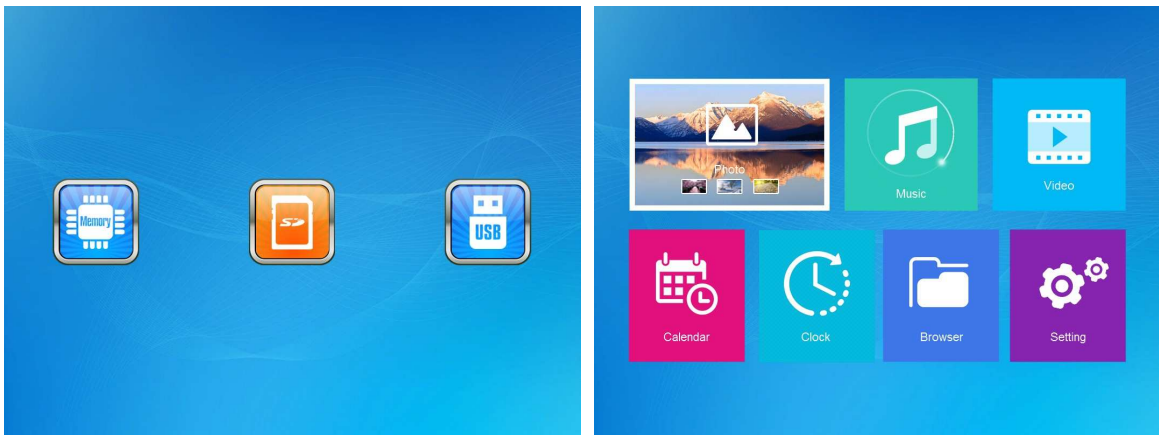 Memory
SD
USB
Photo
Music
Video
Calendar
Clock
Browser
Setting